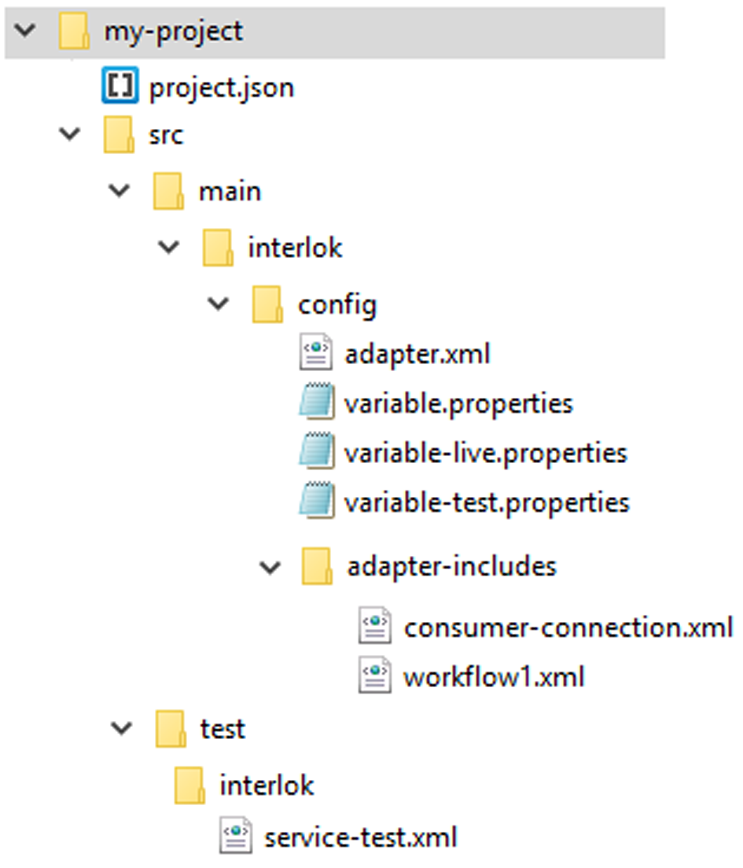 my-project
project.json
src
main
interlok
config
adapter.xml
variable.properties
variable-live.properties
variable-test.properties
adapter-includes
consumer-connection.xml
workflow1.xml
test
interlok
service-test.xml